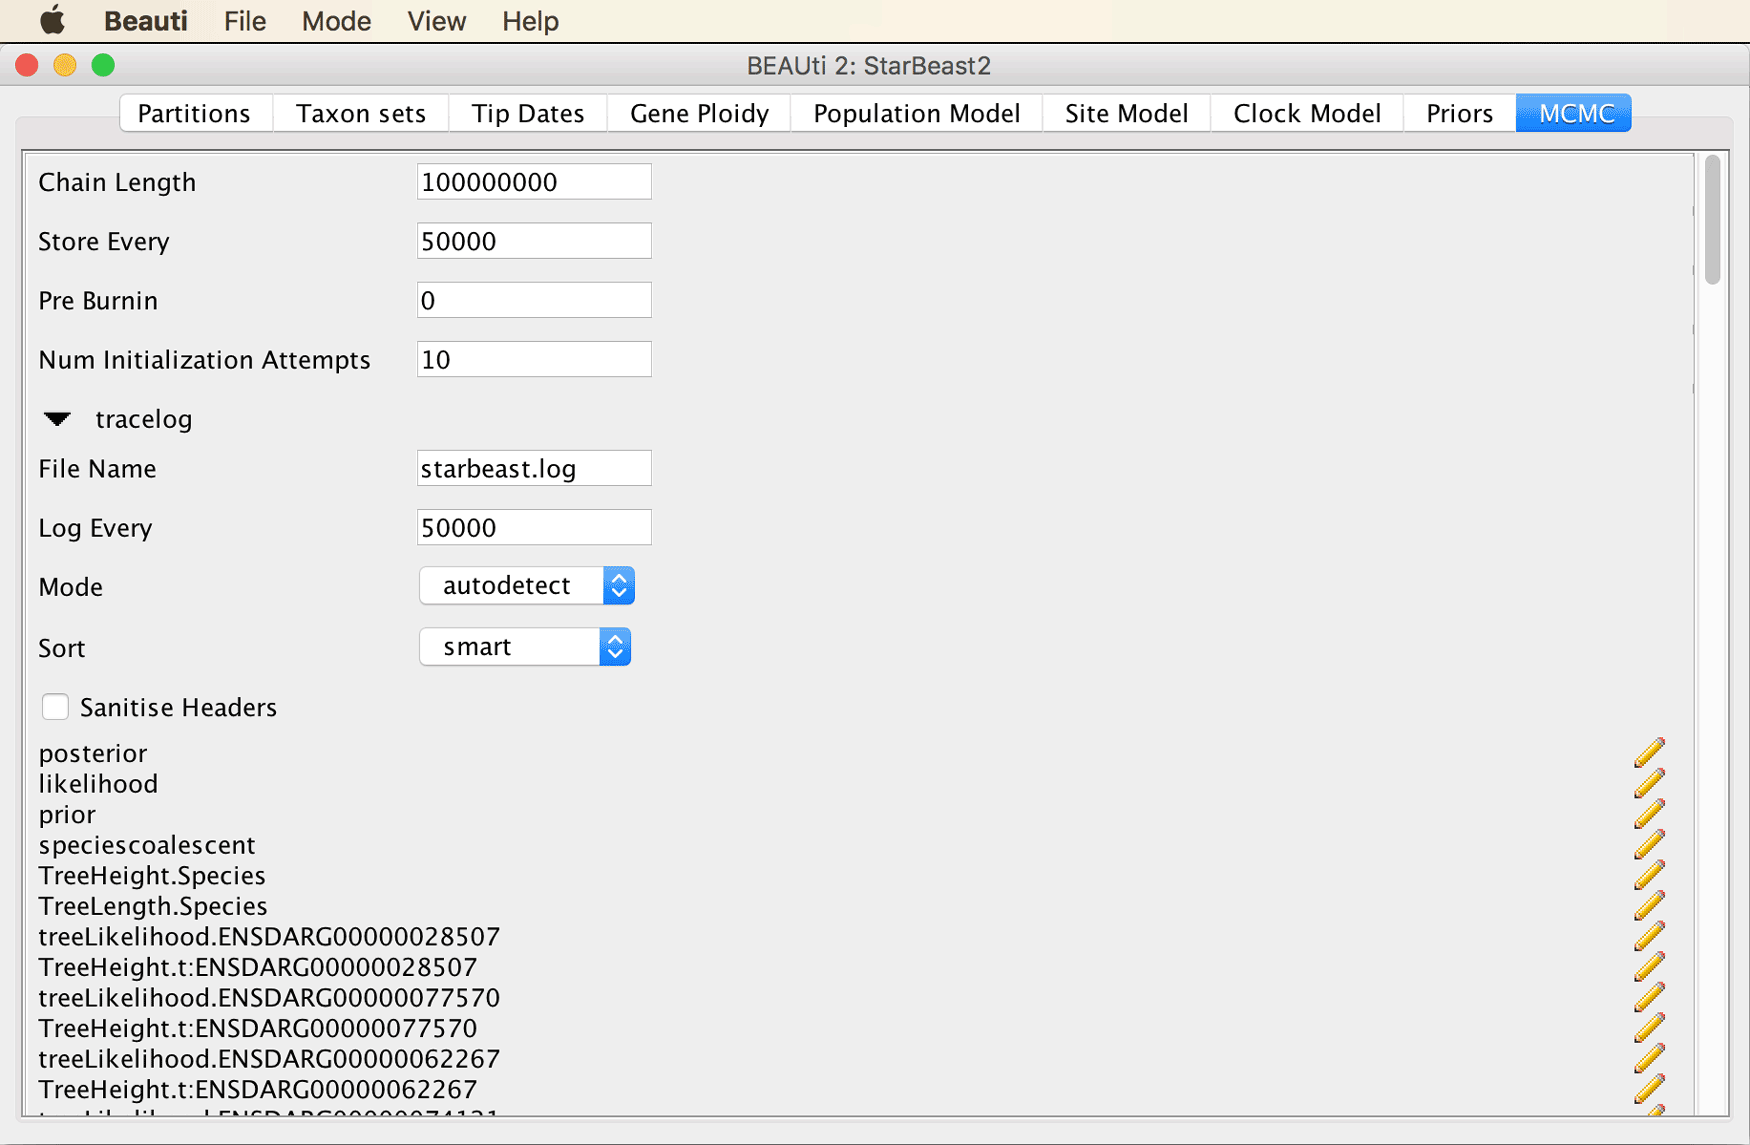 Beauti File Mode View Help
BEAUti 2: StarBeast2
Partitions Taxon sets Tip Dates Gene Ploidy Population Model Site Model Clock Model Priors MCMC
Chain Length 100000000
Store Every 50000
Pre Burnin 0
Num Initialization Attempts 10
tracelog
File Name starbeast.log
Log Every 50000
Mode autodetect
Sort smart
Sanitise Headers
posterior
likelihood
prior
speciescoalescent
TreeHeight.Species
TreeLength.Species
treeLikelihood.ENSDARG00000028507
TreeHeight.t:ENSDARG00000028507
treeLikelihood.ENSDARG00000077570
TreeHeight.t:ENSDARG00000077570
treeLikelihood.ENSDARG00000062267
TreeHeight.t:ENSDARG00000062267